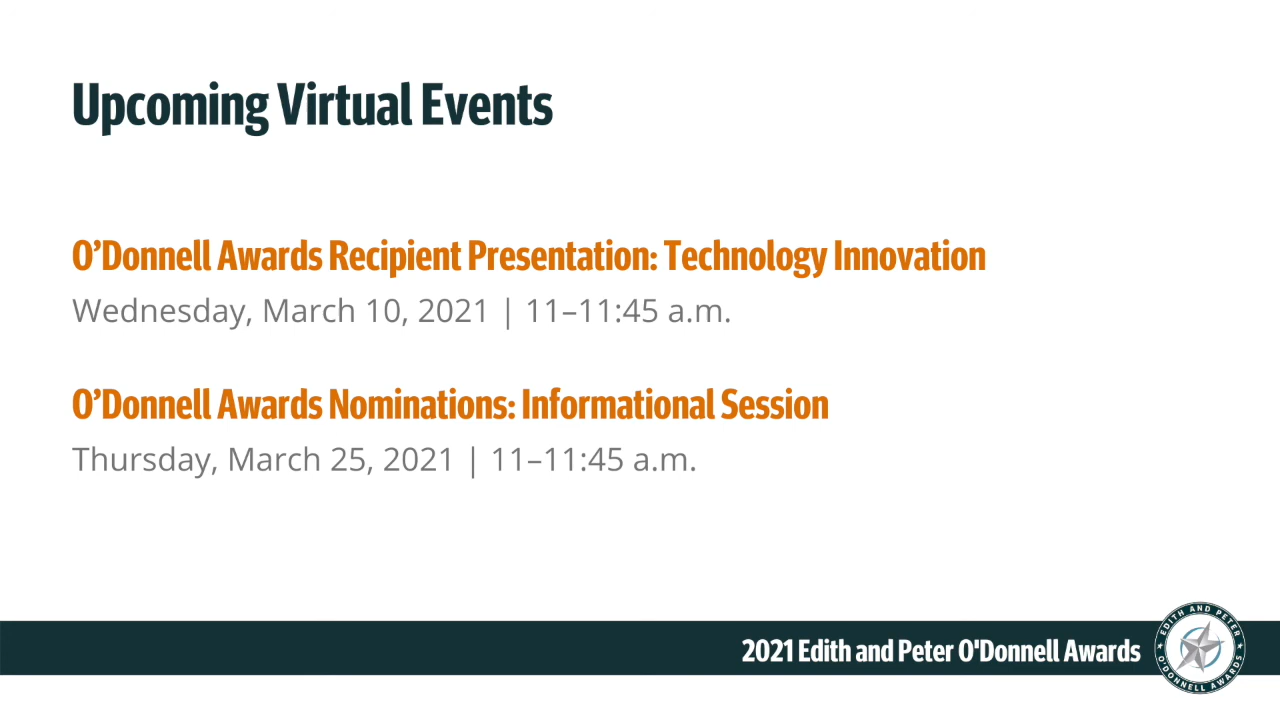 Upcoming Virtual Events
O’Donnell Awards Recipient Presentation: Technology Innovation
Wednesday, March 10, 2021 | 11–11:45 a.m.
O’Donnell Awards Nominations: Informational Session
Thursday, March 25, 2021 | 11–11:45 a.m.
2021 Edith and Peter O'Donnell Awards
EDITH AND PETER
O'DONNELL AWARDS